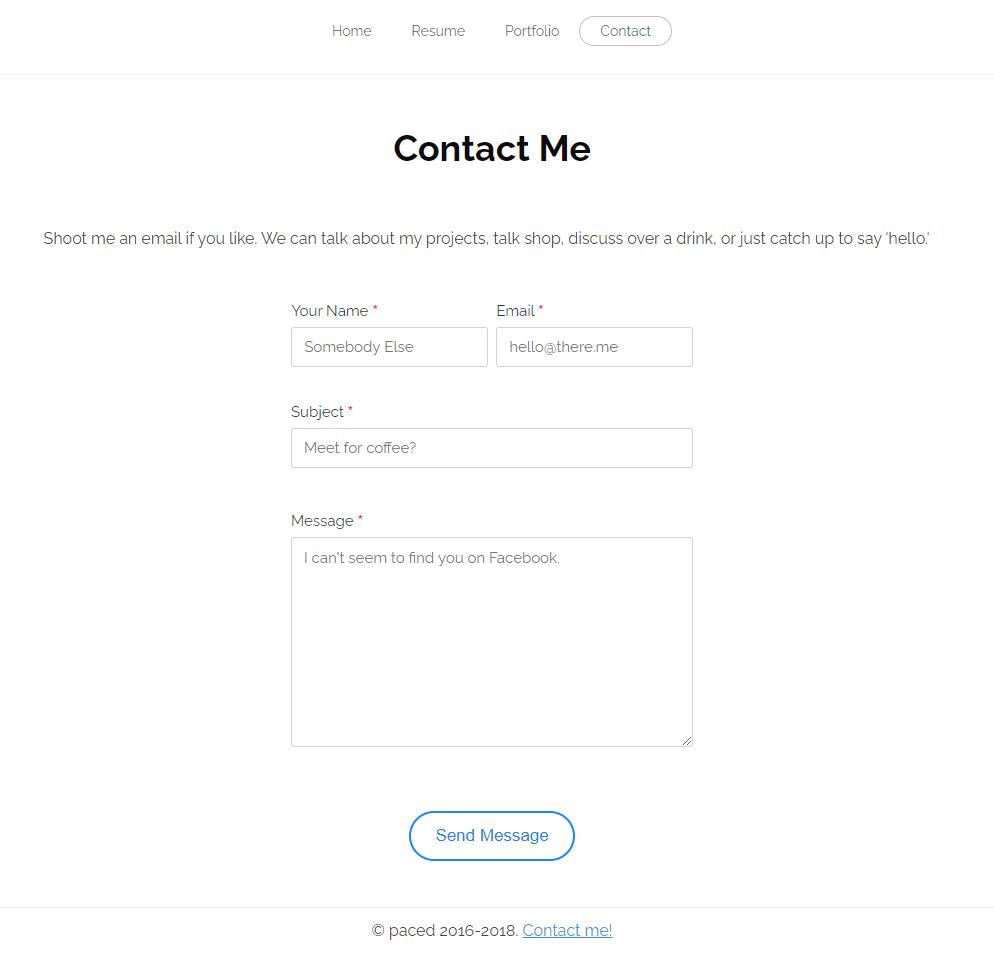 Home Resume Portfolio Contact
Contact Me
Shoot me an email if you like. We can talk about my projects, talk shop, discuss over a drink, or just catch up to say 'hello.'
Your Name * Email *
Somebody Else hello@there.me
Subject *
Meet for coffee?
Message *
I can't seem to find you on Facebook.
Send Message
© paced 2016-2018. Contact me!